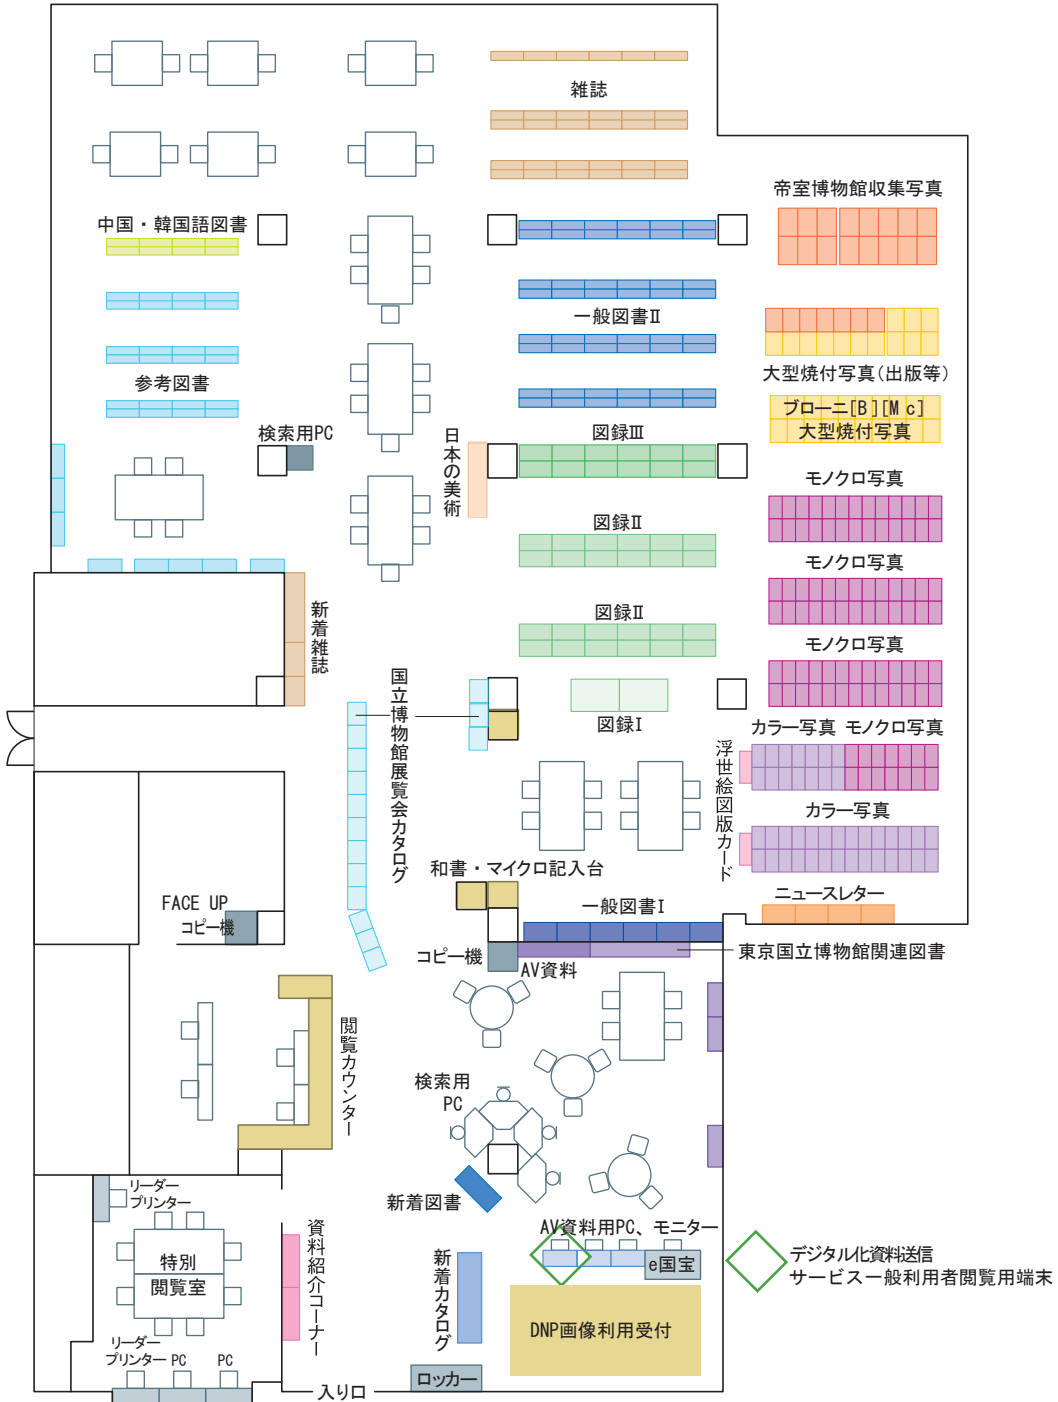 雑誌
帝室博物館収集写真
中国・韓国語図書
一般図書Ⅱ
大型焼付写真(出版等)
参考図書
ブローニ[B][Mc]
大型焼付写真
検索用PC
日本の美術
図録Ⅲ
モノクロ写真
図録Ⅱ
モノクロ写真
新着雑誌
図録Ⅱ
モノクロ写真
国立博物館展覧会カタログ
図録Ⅰ
カラー写真 モノクロ写真
浮世絵図版カード
カラー写真
和書・マイクロ記入台
ニュースレター
FACE UP
コピー機
一般図書Ⅰ
コピー機
AV資料
東京国立博物館関連図書
閲覧カウンター
検索用
PC
新着図書
リーダー
プリンター
特別
閲覧室
資料紹介コーナー
AV資料用PC、モニター
e国宝
デジタル化資料送信
サービス一般利用者閲覧用端末
新着カタログ
DNP画像利用受付
リーダー
プリンター PC PC
ロッカー
入り口